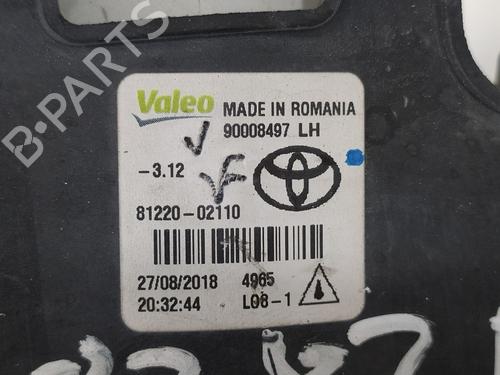 Valeo MADE IN ROMANIA
90008497 LH
-3.12
81220-02110
27/08/2018 4965
20:32:44 L08-1